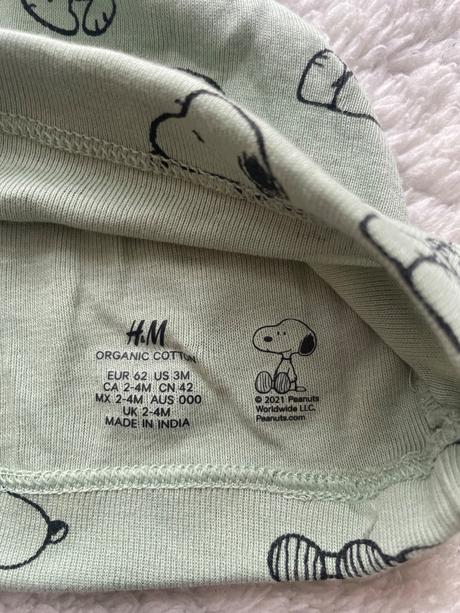 H&M
ORGANIC COTTON
EUR 62 US 3M
CA 2-4M CN 42
MX 2-4M AUS 000
UK 2-4M
MADE IN INDIA
© 2021 Peanuts
Worldwide LLC.
Peanuts.com